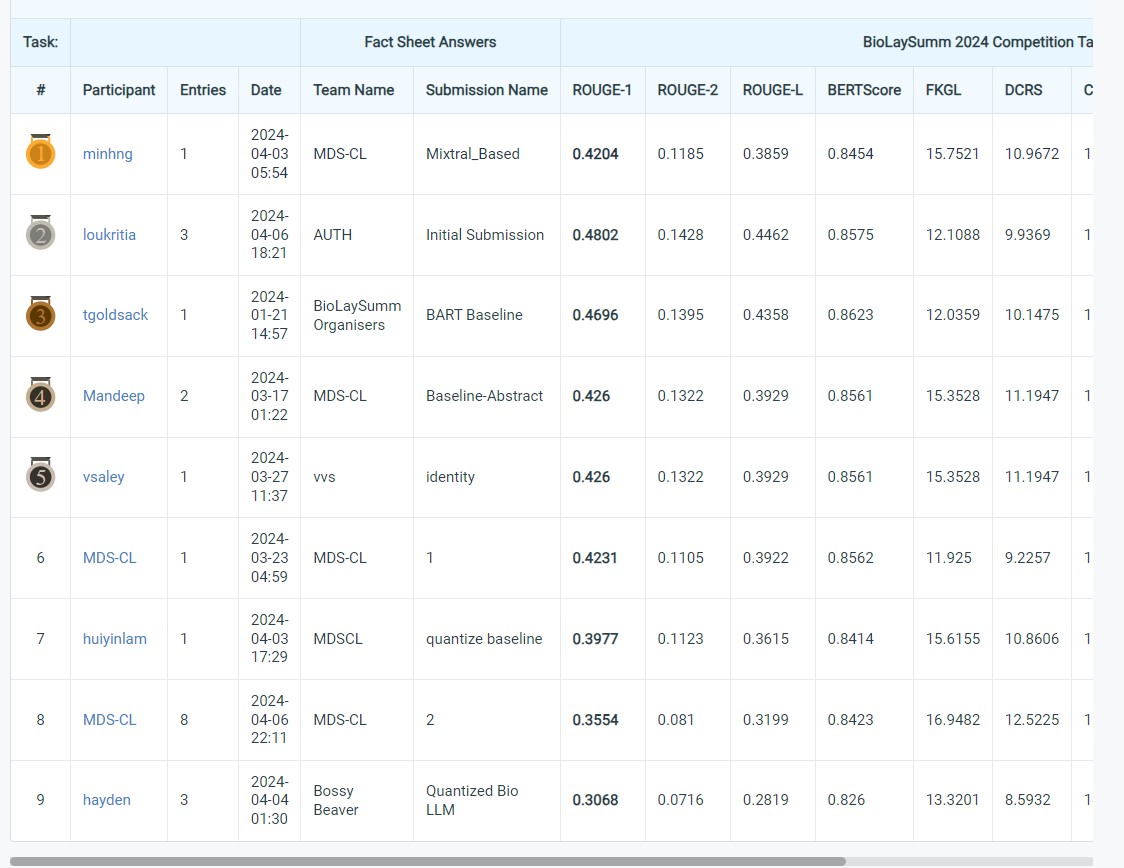 Task: Fact Sheet Answers BioLaySumm 2024 Competition Ta
# Participant Entries Date Team Name Submission Name ROUGE-1 ROUGE-2 ROUGE-L BERTScore FKGL DCRS C
1 minhng 1 2024-04-03 05:54 MDS-CL Mixtral_Based 0.4204 0.1185 0.3859 0.8454 15.7521 10.9672 1
2 loukritia 3 2024-04-06 18:21 AUTH Initial Submission 0.4802 0.1428 0.4462 0.8575 12.1088 9.9369 1
3 tgoldsack 1 2024-01-21 14:57 BioLaySumm Organisers BART Baseline 0.4696 0.1395 0.4358 0.8623 12.0359 10.1475 1
4 Mandeep 2 2024-03-17 01:22 MDS-CL Baseline-Abstract 0.426 0.1322 0.3929 0.8561 15.3528 11.1947 1
5 vsaley 1 2024-03-27 11:37 vvs identity 0.426 0.1322 0.3929 0.8561 15.3528 11.1947 1
6 MDS-CL 1 2024-03-23 04:59 MDS-CL 1 0.4231 0.1105 0.3922 0.8562 11.925 9.2257 1
7 huiyinlam 1 2024-04-03 17:29 MDSCL quantize baseline 0.3977 0.1123 0.3615 0.8414 15.6155 10.8606 1
8 MDS-CL 8 2024-04-06 22:11 MDS-CL 2 0.3554 0.081 0.3199 0.8423 16.9482 12.5225 1
9 hayden 3 2024-04-04 01:30 Bossy Beaver Quantized Bio LLM 0.3068 0.0716 0.2819 0.826 13.3201 8.5932 1